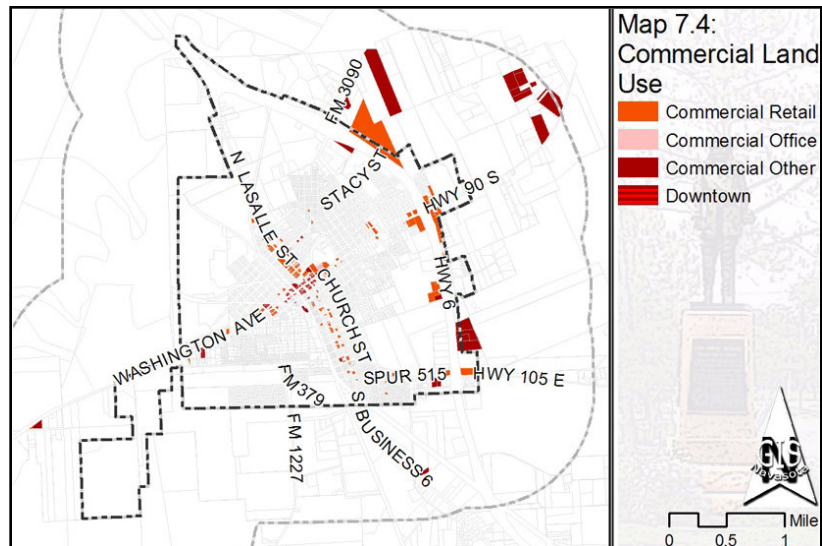 Map 7.4:
Commercial Land
Use
Commercial Retail
Commercial Office
Commercial Other
Downtown
FM 3090
STACY ST
N LASALLE ST
HWY 90 S
HWY 6
CHURCH ST
WASHINGTON AVE
SPUR 515
HWY 105 E
FM 379
S BUSINESS 6
FM 1227
GIS
Navasota
N
Mile
0 0.5 1